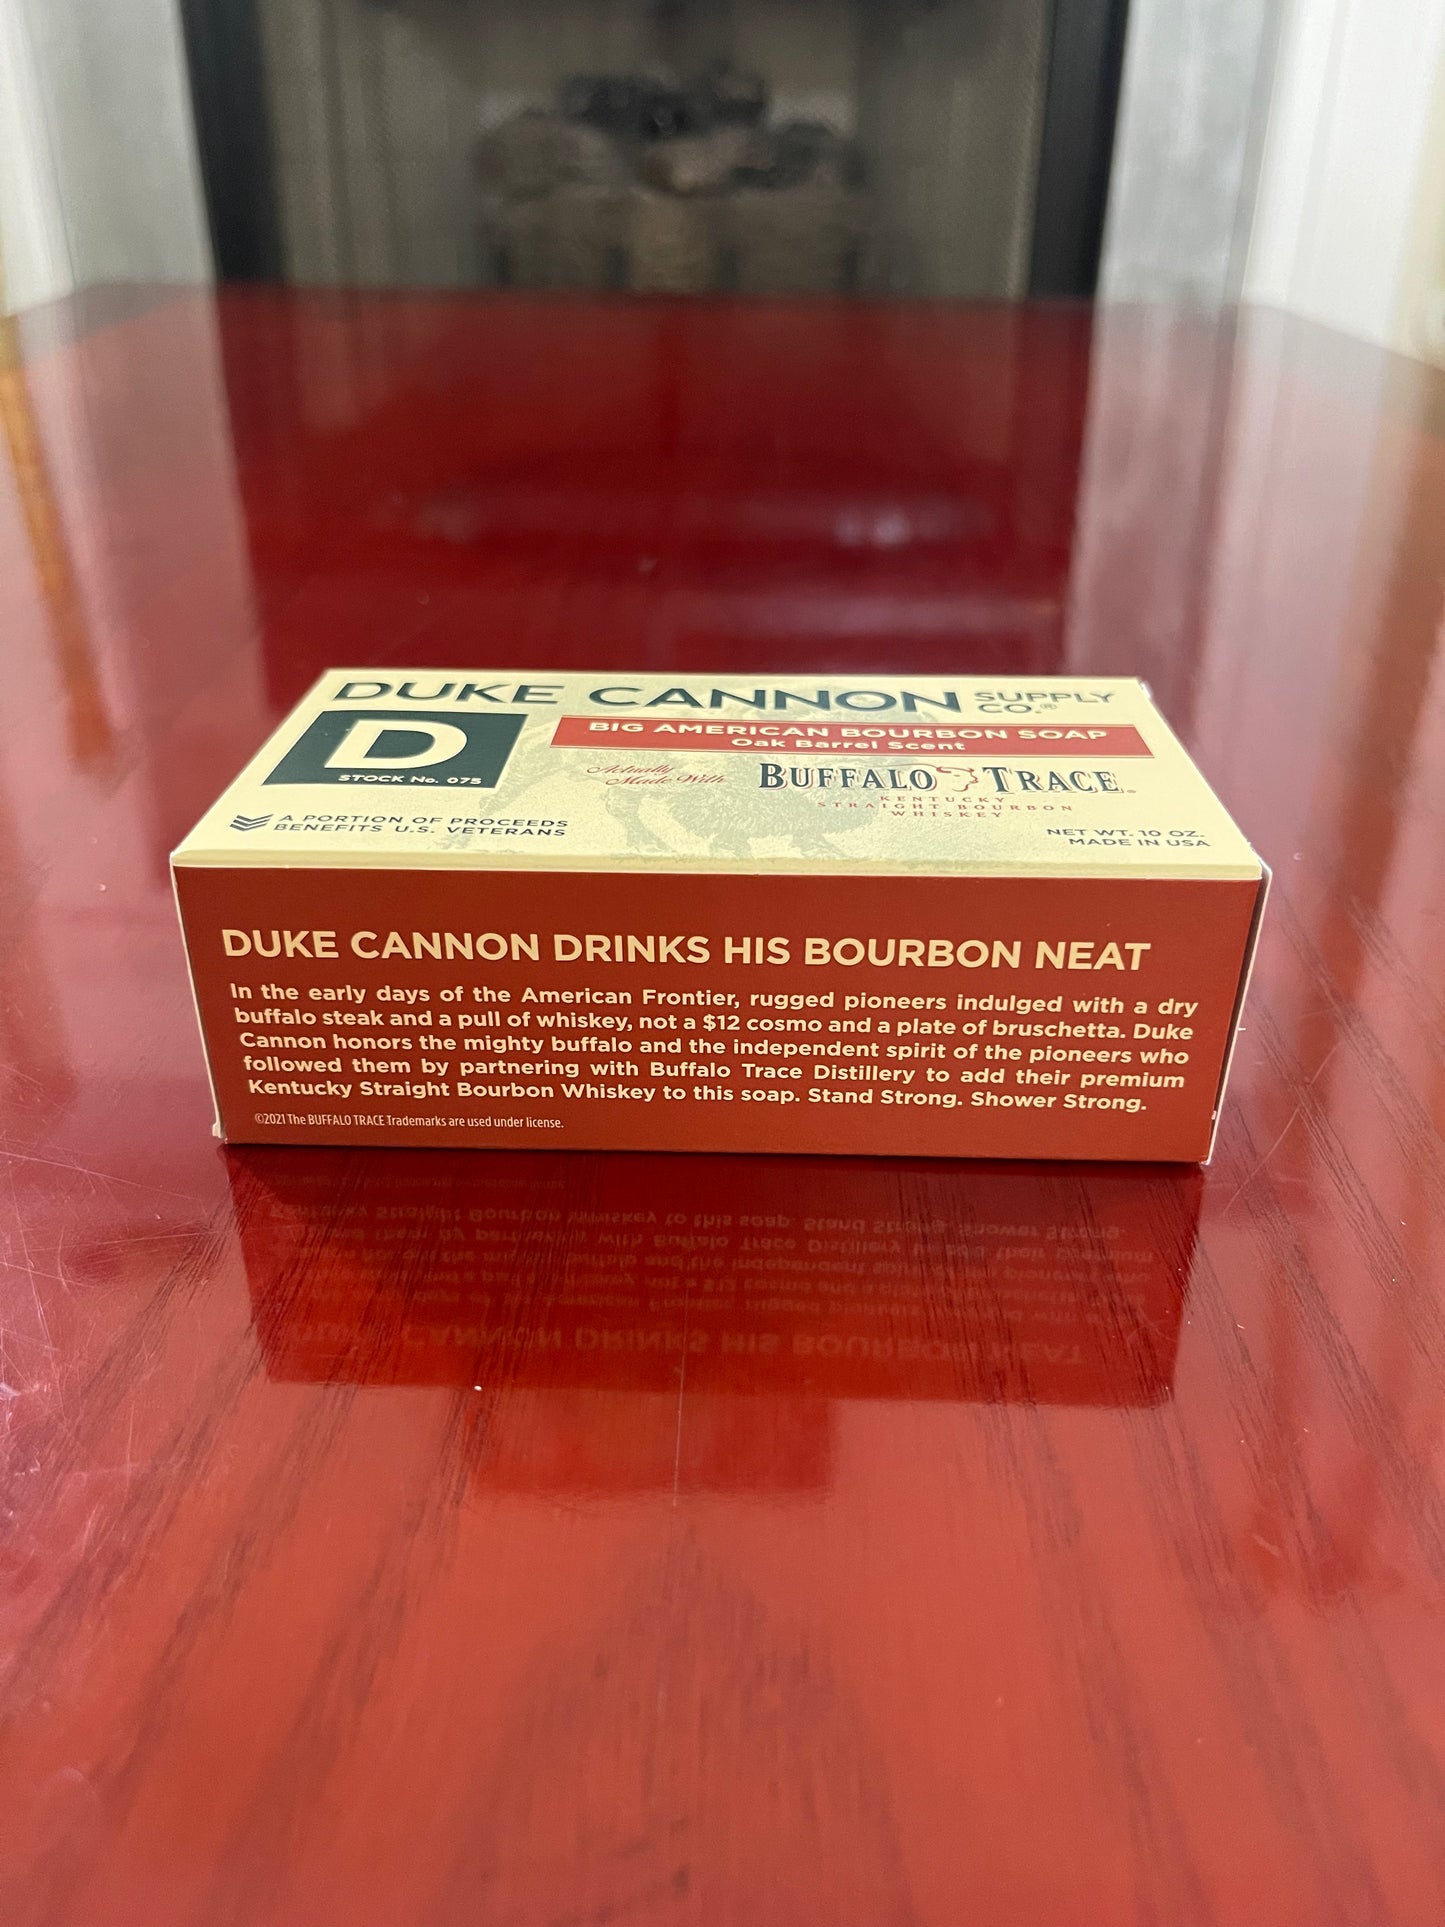 DUKE CANNON SUPPLY CO.®
D
STOCK No. 075
BIG AMERICAN BOURBON SOAP
Oak Barrel Scent
Actually
Made With
BUFFALO TRACE
KENTUCKY
STRAIGHT BOURBON
WHISKEY
A PORTION OF PROCEEDS
BENEFITS U.S. VETERANS
NET WT. 10 OZ.
MADE IN USA
DUKE CANNON DRINKS HIS BOURBON NEAT
In the early days of the American Frontier, rugged pioneers indulged with a dry
buffalo steak and a pull of whiskey, not a $12 cosmo and a plate of bruschetta. Duke
Cannon honors the mighty buffalo and the independent spirit of the pioneers who
followed them by partnering with Buffalo Trace Distillery to add their premium
Kentucky Straight Bourbon Whiskey to this soap. Stand Strong. Shower Strong.
©2021 The BUFFALO TRACE Trademarks are used under license.